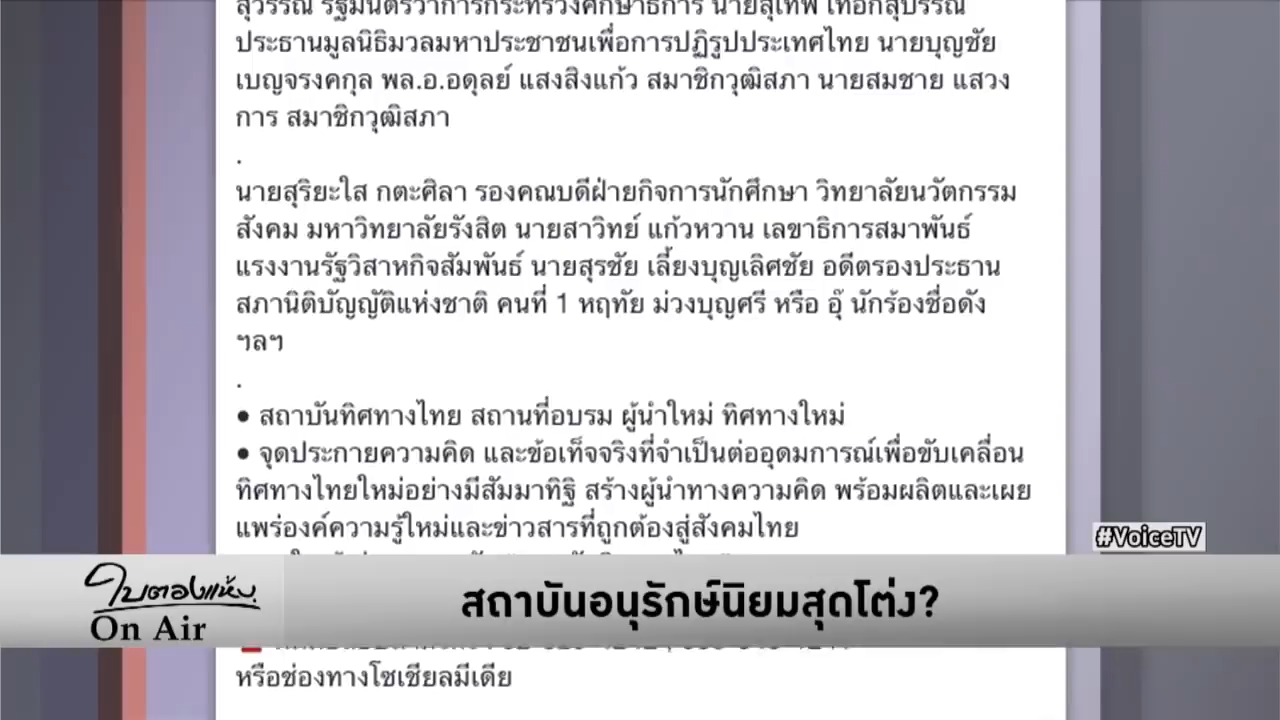 สุวรรณ รัฐมนตรีว่าการกระทรวงศึกษาธิการ นายสุเทพ เทือกสุบรรณ
ประธานมูลนิธิมวลมหาประชาชนเพื่อการปฏิรูปประเทศไทย นายบุญชัย
เบญจรงคกุล พล.อ.อดุลย์ แสงสิงแก้ว สมาชิกวุฒิสภา นายสมชาย แสวง
การ สมาชิกวุฒิสภา
.
นายสุริยะใส กตะศิลา รองคณบดีฝ่ายกิจการนักศึกษา วิทยาลัยนวัตกรรม
สังคม มหาวิทยาลัยรังสิต นายสาวิทย์ แก้วหวาน เลขาธิการสมาพันธ์
แรงงานรัฐวิสาหกิจสัมพันธ์ นายสุรชัย เลี้ยงบุญเลิศชัย อดีตรองประธาน
สภานิติบัญญัติแห่งชาติ คนที่ 1 หฤทัย ม่วงบุญศรี หรือ อุ๊ นักร้องชื่อดัง
ฯลฯ
.
● สถาบันทิศทางไทย สถานที่อบรม ผู้นำใหม่ ทิศทางใหม่
● จุดประกายความคิด และข้อเท็จจริงที่จำเป็นต่ออุดมการณ์เพื่อขับเคลื่อน
ทิศทางไทยใหม่อย่างมีสัมมาทิฐิ สร้างผู้นำทางความคิด พร้อมผลิตและเผย
แพร่องค์ความรู้ใหม่และข่าวสารที่ถูกต้องสู่สังคมไทย
#VoiceTV
ใบตองแห้ง
On Air
สถาบันอนุรักษ์นิยมสุดโต่ง?
หรือช่องทางโซเชียลมีเดีย